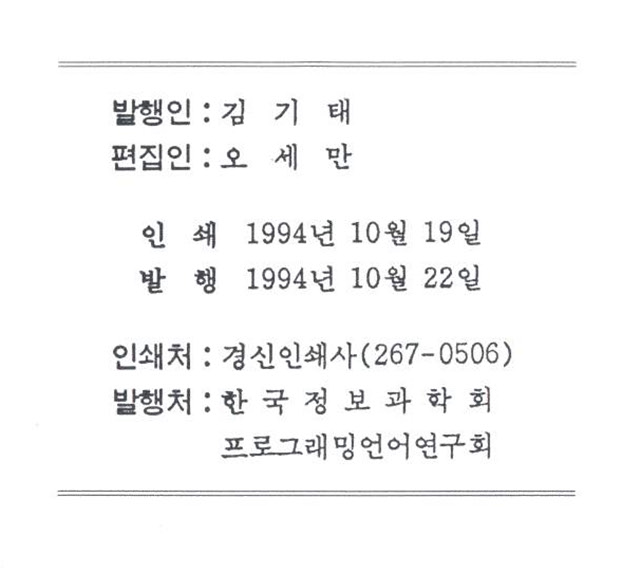 발행인 : 김 기 태
편집인 : 오 세 만
인 쇄 1994년 10월 19일
발 행 1994년 10월 22일
인쇄처 : 경신인쇄사(267-0506)
발행처 : 한 국 정 보 과 학 회
프로그래밍언어연구회